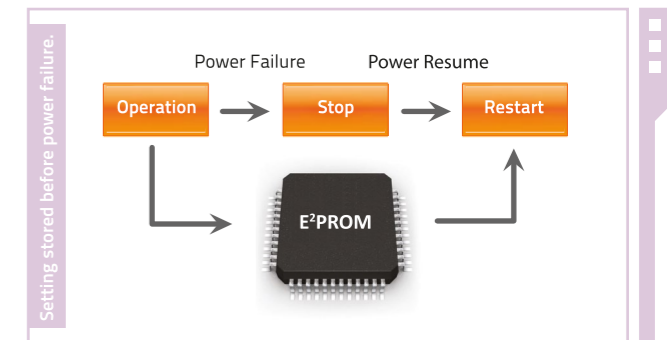 Setting stored before power failure.
Power Failure Power Resume
Operation Stop Restart
E²PROM